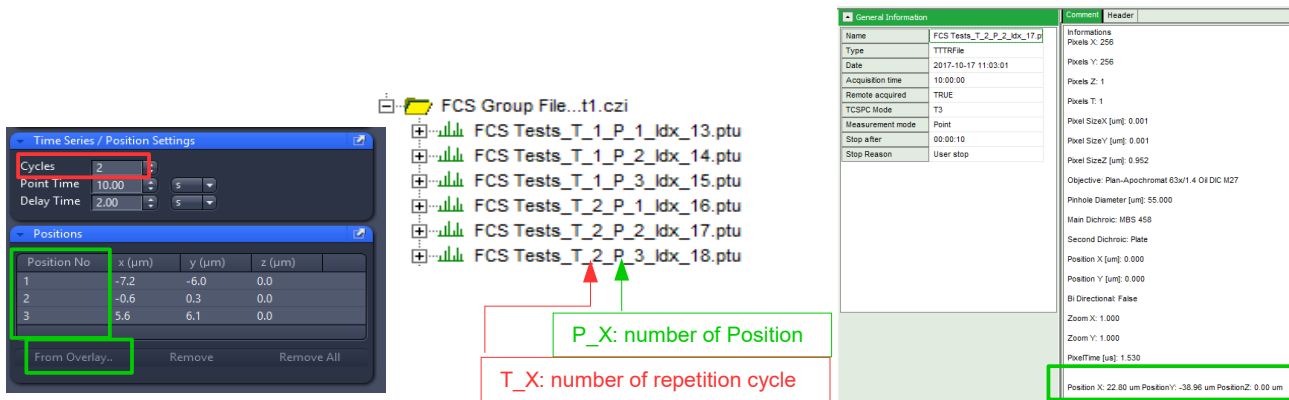 Time Series / Position Settings
Cycles 2
Point Time 10.00 s
Delay Time 2.00 s
Positions
Position No x (µm) y (µm) z (µm)
1 -7.2 -6.0 0.0
2 -0.6 0.3 0.0
3 5.6 6.1 0.0
From Overlay.. Remove Remove All
FCS Group File...t1.czi
FCS Tests_T_1_P_1_Idx_13.ptu
FCS Tests_T_1_P_2_Idx_14.ptu
FCS Tests_T_1_P_3_Idx_15.ptu
FCS Tests_T_2_P_1_Idx_16.ptu
FCS Tests_T_2_P_2_Idx_17.ptu
FCS Tests_T_2_P_3_Idx_18.ptu
P_X: number of Position
T_X: number of repetition cycle
General Information
Name FCS Tests_T_2_P_2_Idx_17.p
Type TTTRFile
Date 2017-10-17 11:03:01
Acquisition time 10:00:00
Remote acquired TRUE
TCSPC Mode T3
Measurement mode Point
Stop after 00:00:10
Stop Reason User stop
Comment Header
Informations
Pixels X: 256
Pixels Y: 256
Pixels Z: 1
Pixels T: 1
Pixel SizeX [um]: 0.001
Pixel SizeY [um]: 0.001
Pixel SizeZ [um]: 0.952
Objective: Plan-Apochromat 63x/1.4 Oil DIC M27
Pinhole Diameter [um]: 55.000
Main Dichroic: MBS 458
Second Dichroic: Plate
Position X [um]: 0.000
Position Y [um]: 0.000
Bi Directional: False
Zoom X: 1.000
Zoom Y: 1.000
PixelTime [us]: 1.530
Position X: 22.80 um PositionY: -38.96 um PositionZ: 0.00 um